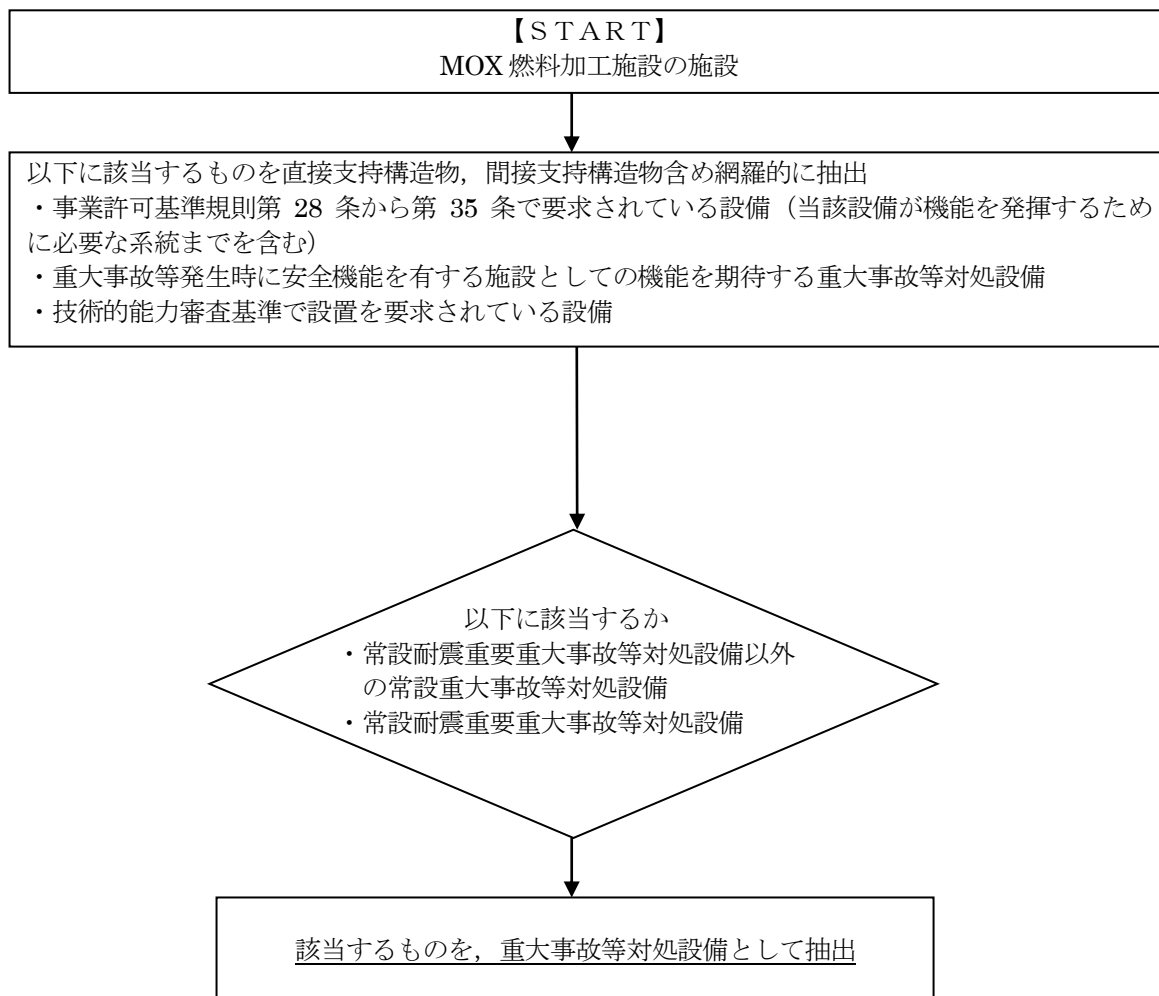 【ＳＴＡＲＴ】
MOX 燃料加工施設の施設
以下に該当するものを直接支持構造物，間接支持構造物含め網羅的に抽出
・事業許可基準規則第 28 条から第 35 条で要求されている設備（当該設備が機能を発揮するため
に必要な系統までを含む）
・重大事故等発生時に安全機能を有する施設としての機能を期待する重大事故等対処設備
・技術的能力審査基準で設置を要求されている設備
以下に該当するか
・常設耐震重要重大事故等対処設備以外
の常設重大事故等対処設備
・常設耐震重要重大事故等対処設備
該当するものを，重大事故等対処設備として抽出